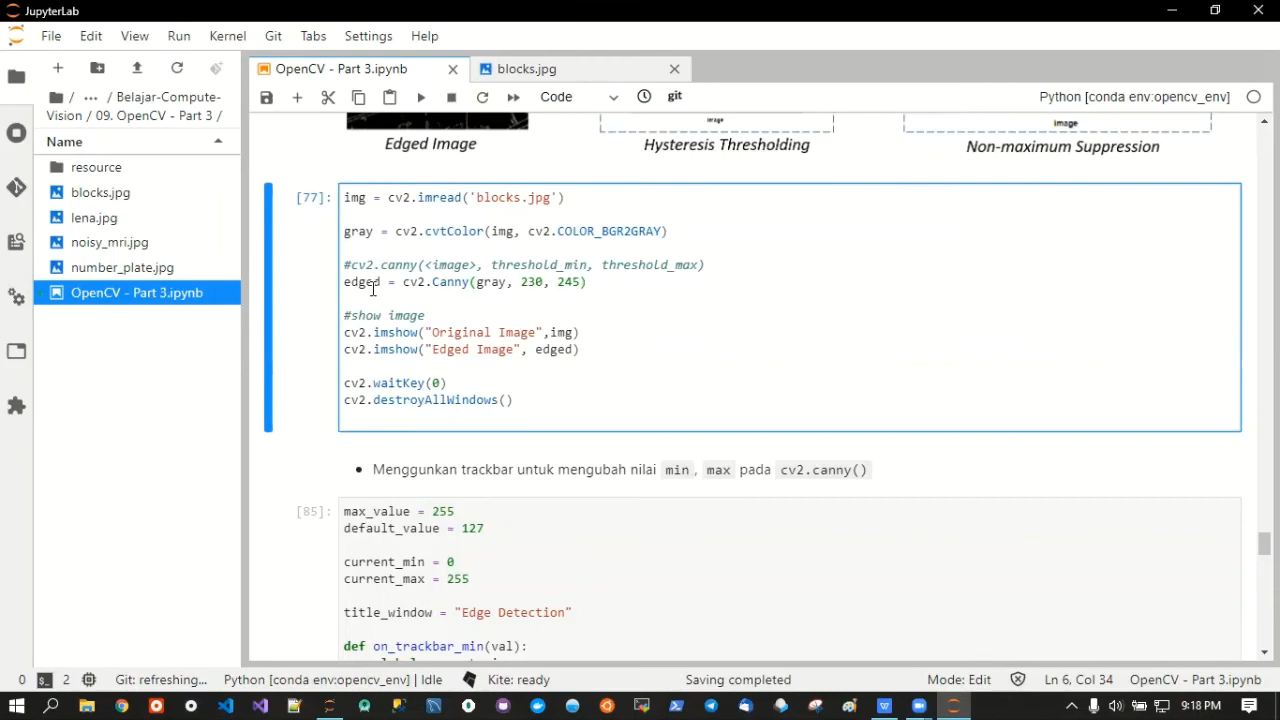 JupyterLab
File Edit View Run Kernel Git Tabs Settings Help
OpenCV - Part 3.ipynb
blocks.jpg
/ ... / Belajar-Compute-
Vision / 09. OpenCV - Part 3 /
Code
git
Python [conda env:opencv_env]
Name
resource
blocks.jpg
lena.jpg
noisy_mri.jpg
number_plate.jpg
OpenCV - Part 3.ipynb
image
image
Edged Image
Hysteresis Thresholding
Non-maximum Suppression
[77]:
img = cv2.imread('blocks.jpg')
gray = cv2.cvtColor(img, cv2.COLOR_BGR2GRAY)
#cv2.canny(<image>, threshold_min, threshold_max)
edged = cv2.Canny(gray, 230, 245)
#show image
cv2.imshow("Original Image",img)
cv2.imshow("Edged Image", edged)
cv2.waitKey(0)
cv2.destroyAllWindows()
• Menggunkan trackbar untuk mengubah nilai min, max pada cv2.canny()
[85]:
max_value = 255
default_value = 127
current_min = 0
current_max = 255
title_window = "Edge Detection"
def on_trackbar_min(val):
0
2
Git: refreshing...
Python [conda env:opencv_env] | Idle
Kite: ready
Saving completed
Mode: Edit
Ln 6, Col 34
OpenCV - Part 3.ipynb
9:18 PM